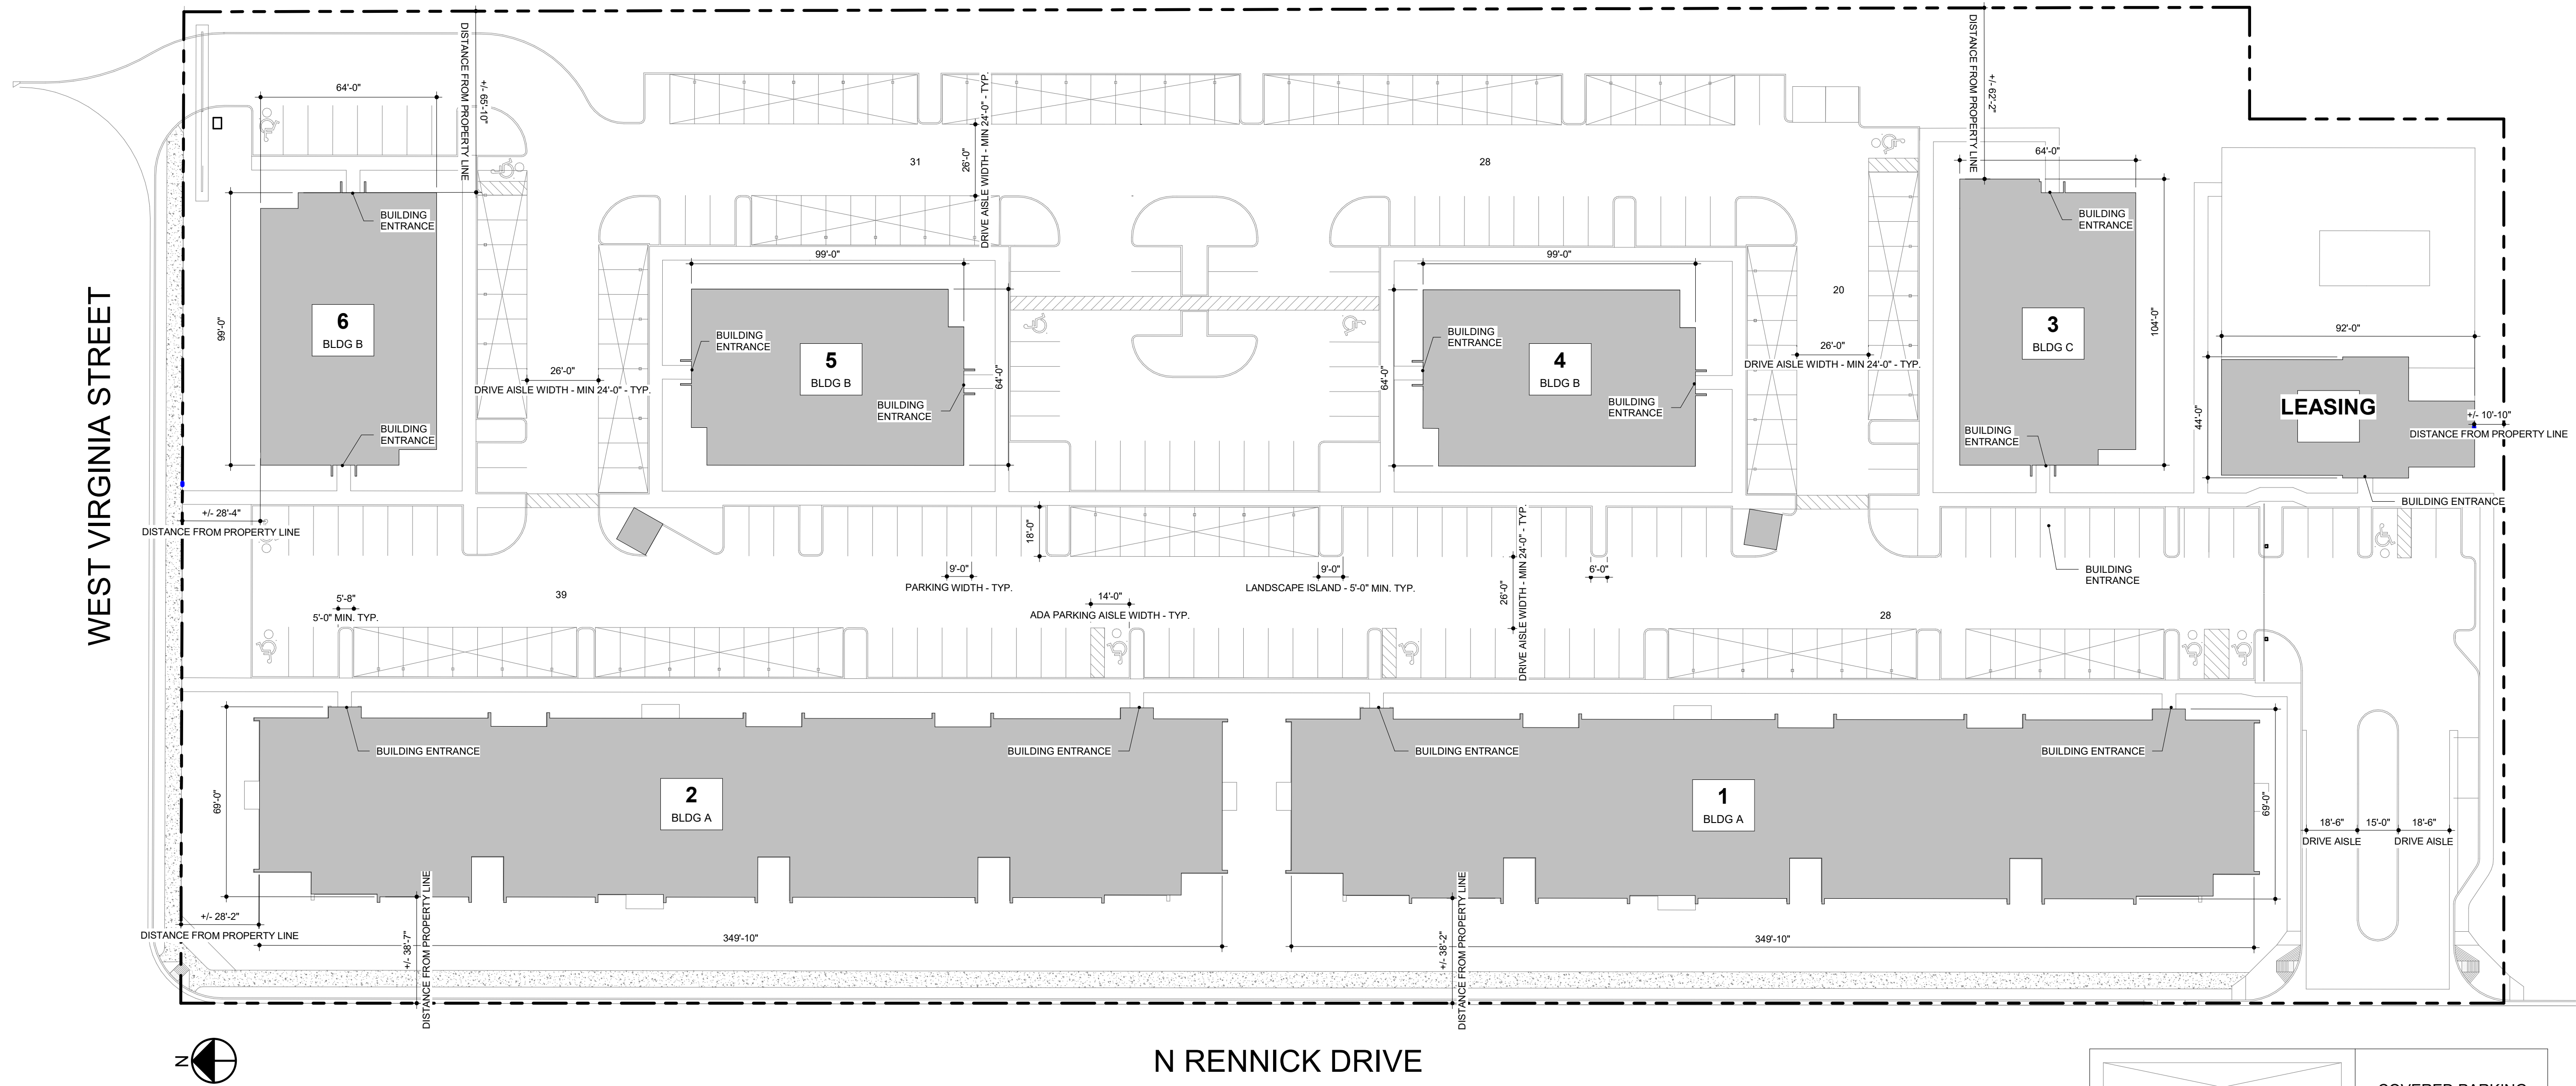 DISTANCE FROM PROPERTY LINE
+/- 65'-10"
DISTANCE FROM PROPERTY LINE
+/- 62'-2"
64'-0"
31
26'-0"
DRIVE AISLE WIDTH - MIN 24'-0" - TYP.
28
64'-0"
BUILDING
ENTRANCE
BUILDING
ENTRANCE
99'-0"
99'-0"
WEST VIRGINIA STREET
99'-0"
6
BLDG B
BUILDING
ENTRANCE
5
BLDG B
64'-0"
BUILDING
ENTRANCE
4
BLDG B
64'-0"
20
3
BLDG C
104'-0"
92'-0"
26'-0"
DRIVE AISLE WIDTH - MIN 24'-0" - TYP.
26'-0"
DRIVE AISLE WIDTH - MIN 24'-0" - TYP.
BUILDING
ENTRANCE
BUILDING
ENTRANCE
44'-0"
LEASING
+/- 10'-10"
DISTANCE FROM PROPERTY LINE
BUILDING
ENTRANCE
BUILDING
ENTRANCE
BUILDING ENTRANCE
+/- 28'-4"
DISTANCE FROM PROPERTY LINE
18'-0"
9'-0"
PARKING WIDTH - TYP.
9'-0"
LANDSCAPE ISLAND - 5'-0" MIN. TYP.
26'-0"
DRIVE AISLE WIDTH - MIN 24'-0" - TYP.
6'-0"
BUILDING
ENTRANCE
39
5'-8"
5'-0" MIN. TYP.
14'-0"
ADA PARKING AISLE WIDTH - TYP.
28
BUILDING ENTRANCE
BUILDING ENTRANCE
BUILDING ENTRANCE
BUILDING ENTRANCE
69'-0"
2
BLDG A
1
BLDG A
69'-0"
18'-6"
DRIVE AISLE
15'-0"
18'-6"
DRIVE AISLE
+/- 28'-2"
DISTANCE FROM PROPERTY LINE
349'-10"
+/- 38'-7"
DISTANCE FROM PROPERTY LINE
349'-10"
+/- 38'-2"
DISTANCE FROM PROPERTY LINE
N
N RENNICK DRIVE